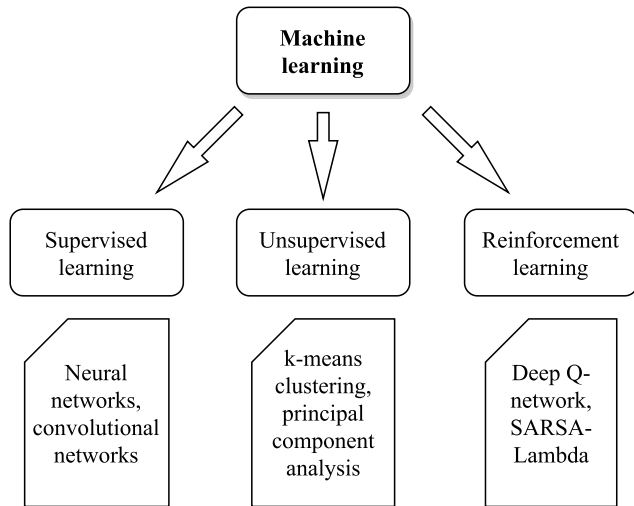 Machine
learning
Supervised
learning
Unsupervised
learning
Reinforcement
learning
Neural
networks,
convolutional
networks
k-means
clustering,
principal
component
analysis
Deep Q-
network,
SARSA-
Lambda